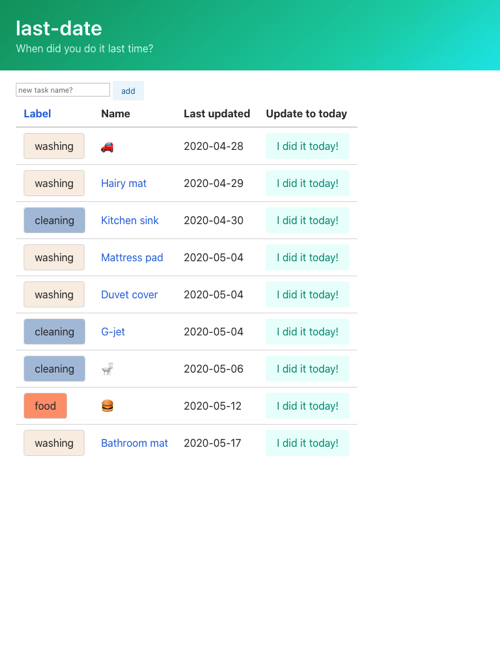 last-date
When did you do it last time?
new task name? add
Label Name Last updated Update to today
washing 🚗 2020-04-28 I did it today!
washing Hairy mat 2020-04-29 I did it today!
cleaning Kitchen sink 2020-04-30 I did it today!
washing Mattress pad 2020-05-04 I did it today!
washing Duvet cover 2020-05-04 I did it today!
cleaning G-jet 2020-05-04 I did it today!
cleaning 🚽 2020-05-06 I did it today!
food 🍔 2020-05-12 I did it today!
washing Bathroom mat 2020-05-17 I did it today!